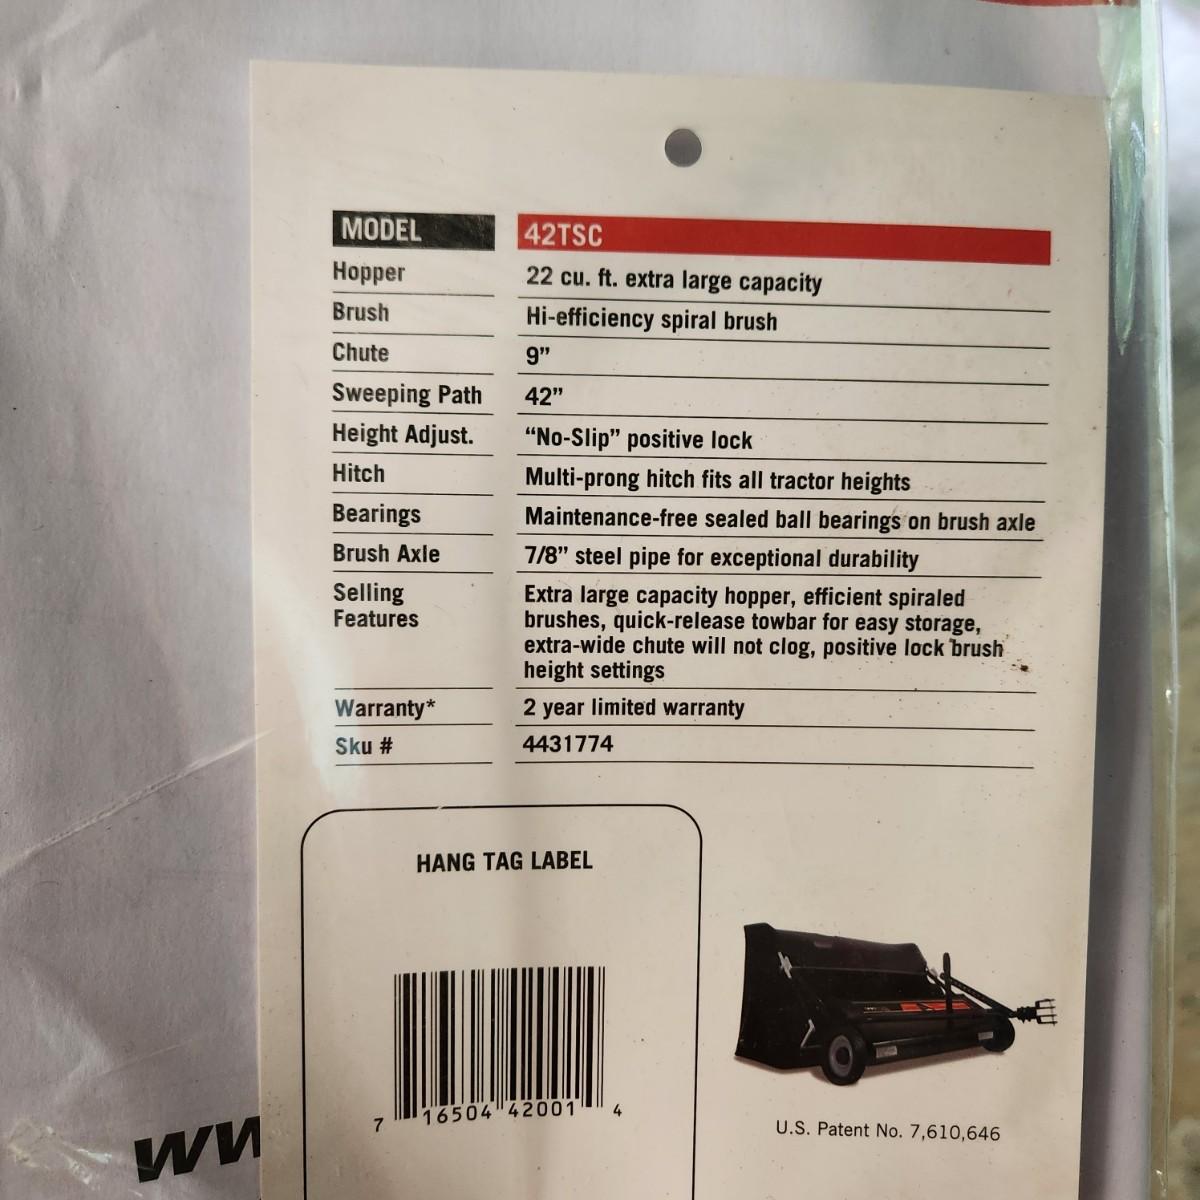 MODEL 42TSC
Hopper 22 cu. ft. extra large capacity
Brush Hi-efficiency spiral brush
Chute 9”
Sweeping Path 42”
Height Adjust. “No-Slip” positive lock
Hitch Multi-prong hitch fits all tractor heights
Bearings Maintenance-free sealed ball bearings on brush axle
Brush Axle 7/8” steel pipe for exceptional durability
Selling Extra large capacity hopper, efficient spiraled
Features brushes, quick-release towbar for easy storage,
extra-wide chute will not clog, positive lock brush
height settings
Warranty* 2 year limited warranty
Sku # 4431774
HANG TAG LABEL
7 16504 42001 4
U.S. Patent No. 7,610,646